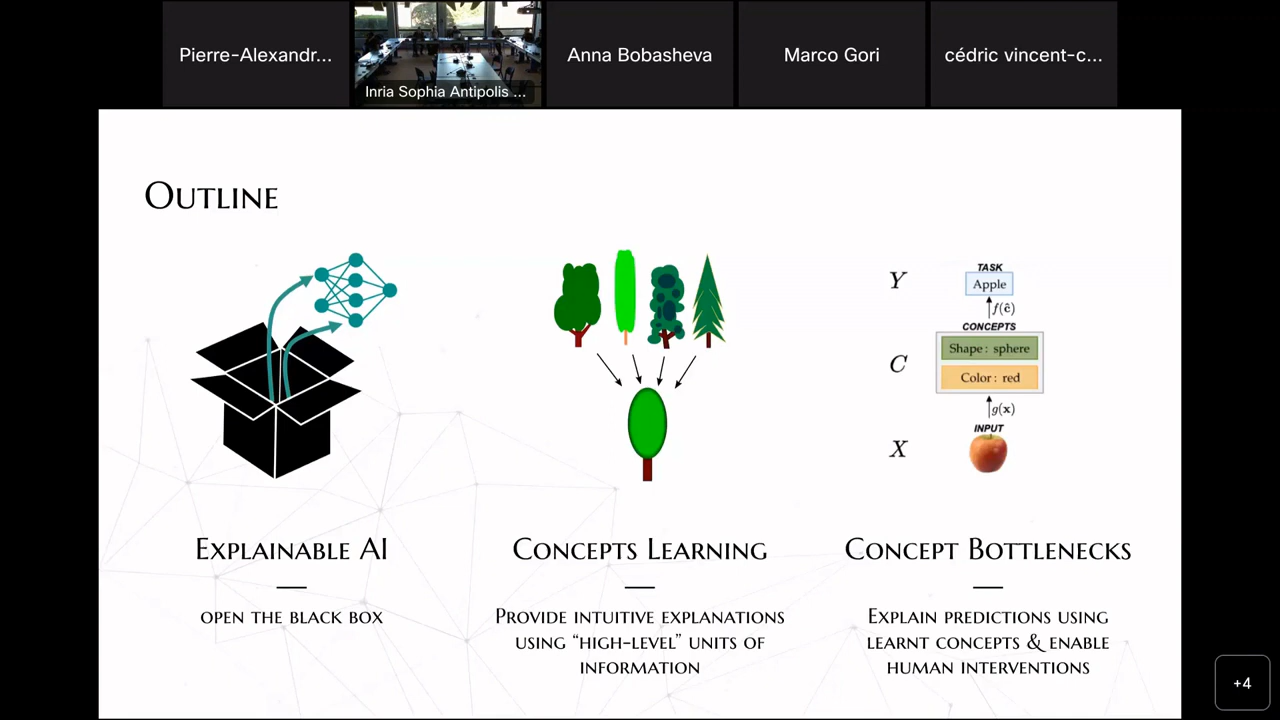 Pierre-Alexandr...
Inria Sophia Antipolis ...
Anna Bobasheva
Marco Gori
cédric vincent-c...
Outline
Y
C
X
TASK
Apple
f(ĉ)
CONCEPTS
Shape: sphere
Color: red
g(x)
INPUT
Explainable AI
open the black box
Concepts Learning
Provide intuitive explanations
using “high-level” units of
information
Concept Bottlenecks
Explain predictions using
learnt concepts & enable
human interventions
+4